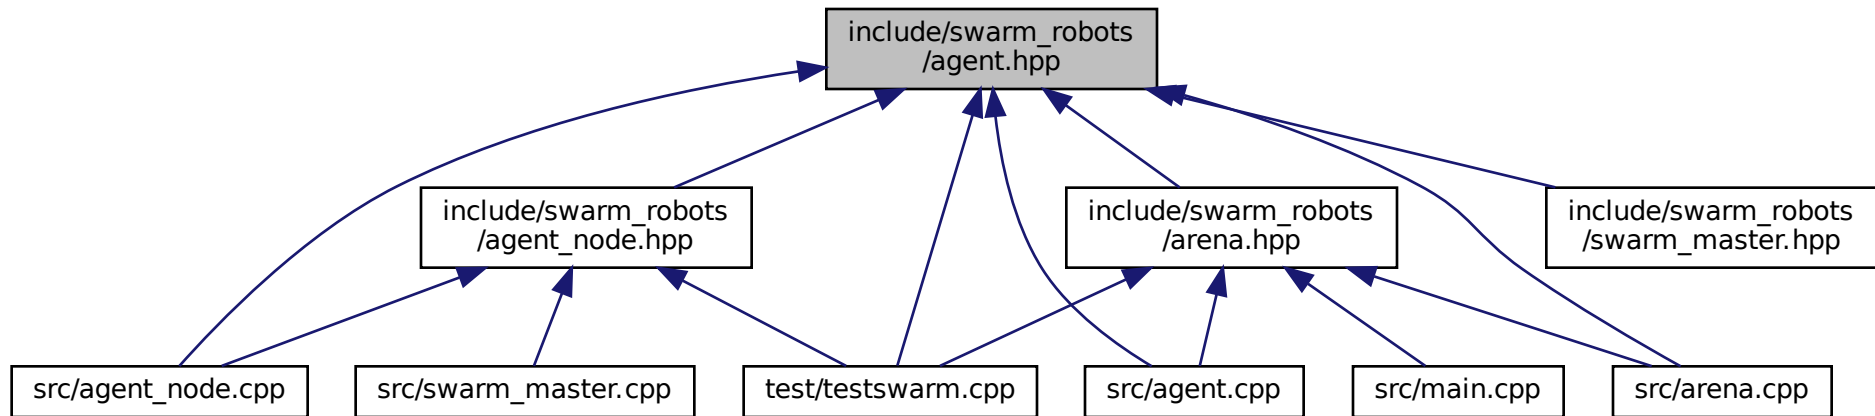 include/swarm_robots
/agent.hpp
include/swarm_robots
/agent_node.hpp
include/swarm_robots
/arena.hpp
include/swarm_robots
/swarm_master.hpp
src/agent_node.cpp
src/swarm_master.cpp
test/testswarm.cpp
src/agent.cpp
src/main.cpp
src/arena.cpp